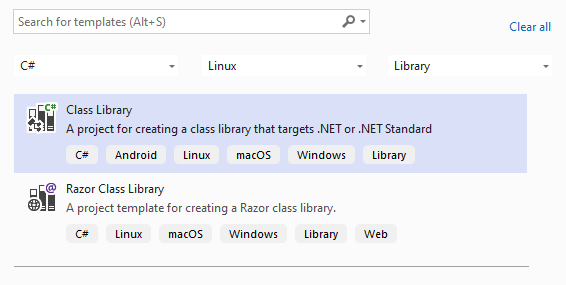 Search for templates (Alt+S)
Clear all
C# Linux Library
C#
Class Library
A project for creating a class library that targets .NET or .NET Standard
C# Android Linux macOS Windows Library
@
Razor Class Library
A project template for creating a Razor class library.
C# Linux macOS Windows Library Web